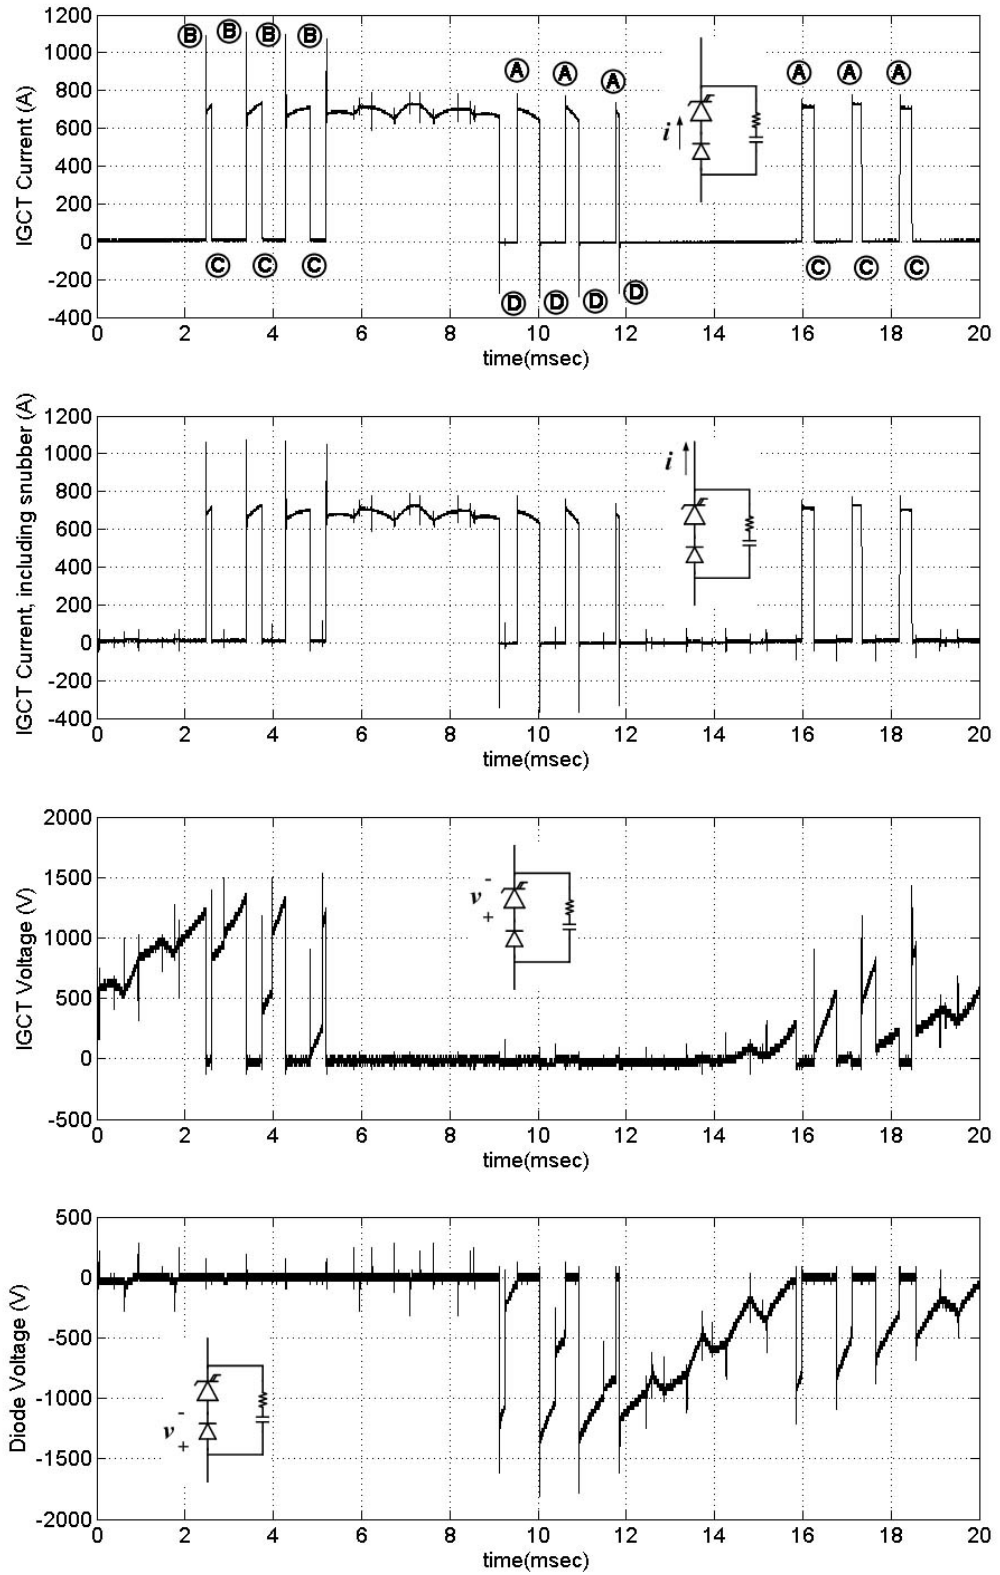 1200
1000
800
600
400
200
0
-200
-400
IGCT Current (A)
B B B B
A A A
A A A
i
C C C
C C C
D D D D
0 2 4 6 8 10 12 14 16 18 20
time(msec)
1200
1000
800
600
400
200
0
-200
-400
IGCT Current, including snubber (A)
i
0 2 4 6 8 10 12 14 16 18 20
time(msec)
2000
1500
1000
500
0
-500
IGCT Voltage (V)
-
v
+
0 2 4 6 8 10 12 14 16 18 20
time(msec)
500
0
-500
-1000
-1500
-2000
Diode Voltage (V)
-
v
+
0 2 4 6 8 10 12 14 16 18 20
time(msec)